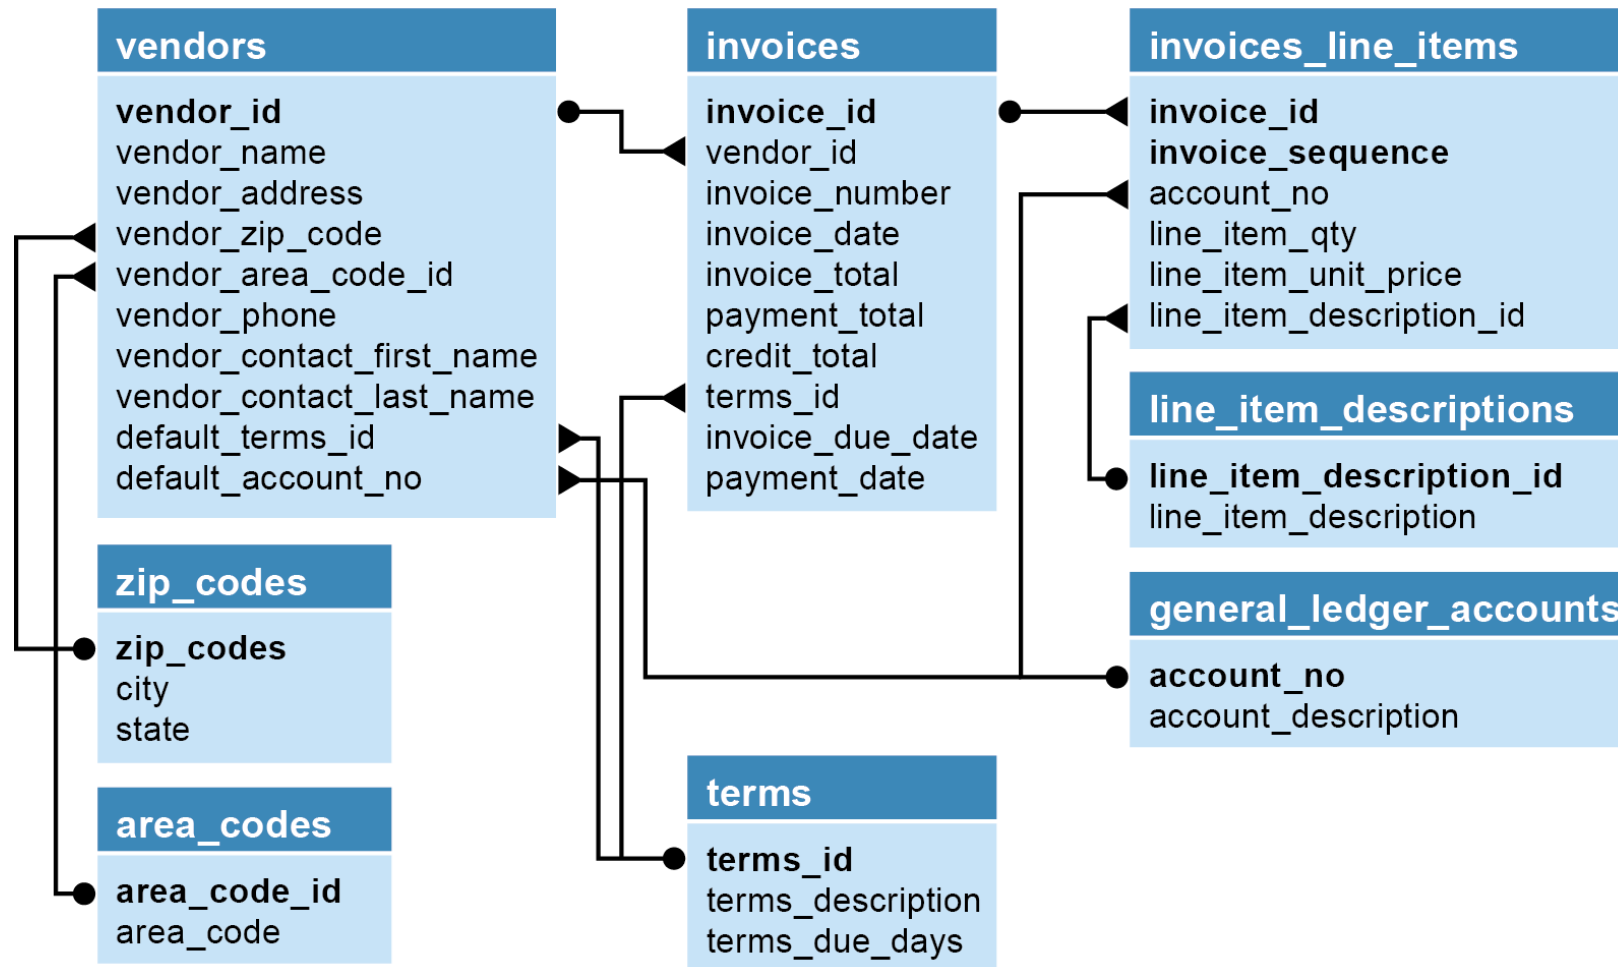 vendors
vendor_id
vendor_name
vendor_address
vendor_zip_code
vendor_area_code_id
vendor_phone
vendor_contact_first_name
vendor_contact_last_name
default_terms_id
default_account_no
zip_codes
zip_codes
city
state
area_codes
area_code_id
area_code
invoices
invoice_id
vendor_id
invoice_number
invoice_date
invoice_total
payment_total
credit_total
terms_id
invoice_due_date
payment_date
terms
terms_id
terms_description
terms_due_days
invoices_line_items
invoice_id
invoice_sequence
account_no
line_item_qty
line_item_unit_price
line_item_description_id
line_item_descriptions
line_item_description_id
line_item_description
general_ledger_accounts
account_no
account_description